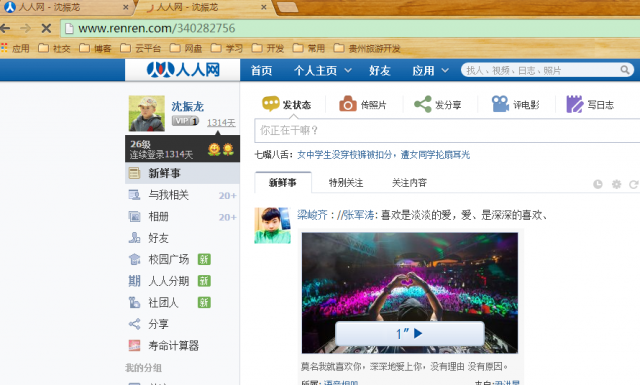 人人网 - 沈振龙
人人网 - 沈振龙
www.renren.com/340282756
应用 社交 博客 云平台 网盘 学习 开发 常用 贵州旅游开发
人人网 首页 个人主页 好友 应用 找人、视频、日志、照片
沈振龙
VIP 1314天
26级
连续登录1314天
新鲜事
与我相关 20+
相册 20+
好友
校园广场 新
人人分期 新
社团人 新
分享
寿命计算器
我的分组
发状态 传照片 发分享 评电影 写日志
你正在干嘛？
七嘴八舌： 女中学生没穿校裤被扣分，遭女同学抡扇耳光
新鲜事 特别关注 关注内容
梁峻齐：//张军涛: 喜欢是淡淡的爱，爱、是深深的喜欢、
1″
莫名我就喜欢你，深深地爱上你，没有理由 没有原因。